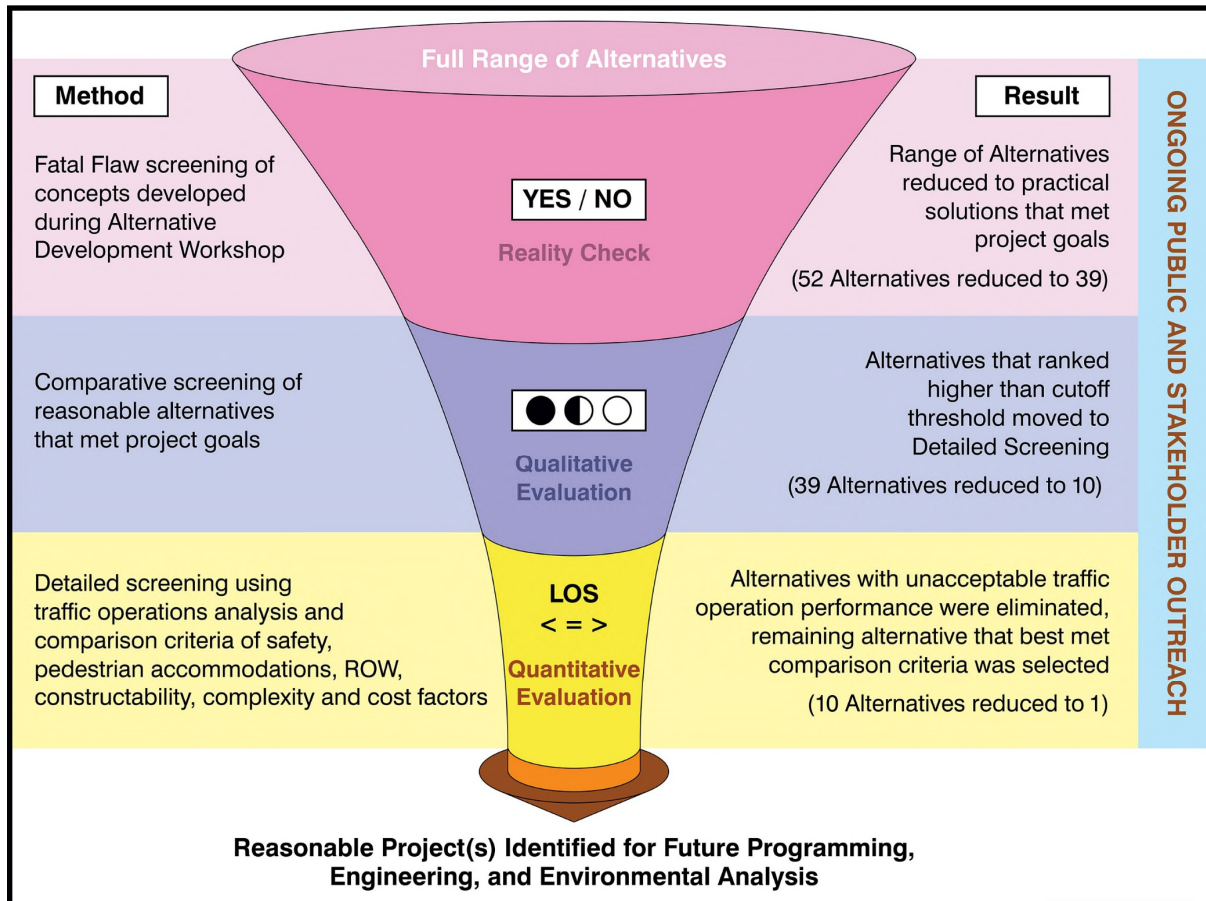 Full Range of Alternatives
Method
Fatal Flaw screening of
concepts developed
during Alternative
Development Workshop
YES / NO
Reality Check
Result
Range of Alternatives
reduced to practical
solutions that met
project goals
(52 Alternatives reduced to 39)
Comparative screening of
reasonable alternatives
that met project goals
Qualitative
Evaluation
Alternatives that ranked
higher than cutoff
threshold moved to
Detailed Screening
(39 Alternatives reduced to 10)
Detailed screening using
traffic operations analysis and
comparison criteria of safety,
pedestrian accommodations, ROW,
constructability, complexity and cost factors
LOS
< = >
Quantitative
Evaluation
Alternatives with unacceptable traffic
operation performance were eliminated,
remaining alternative that best met
comparison criteria was selected
(10 Alternatives reduced to 1)
ONGOING PUBLIC AND STAKEHOLDER OUTREACH
Reasonable Project(s) Identified for Future Programming,
Engineering, and Environmental Analysis